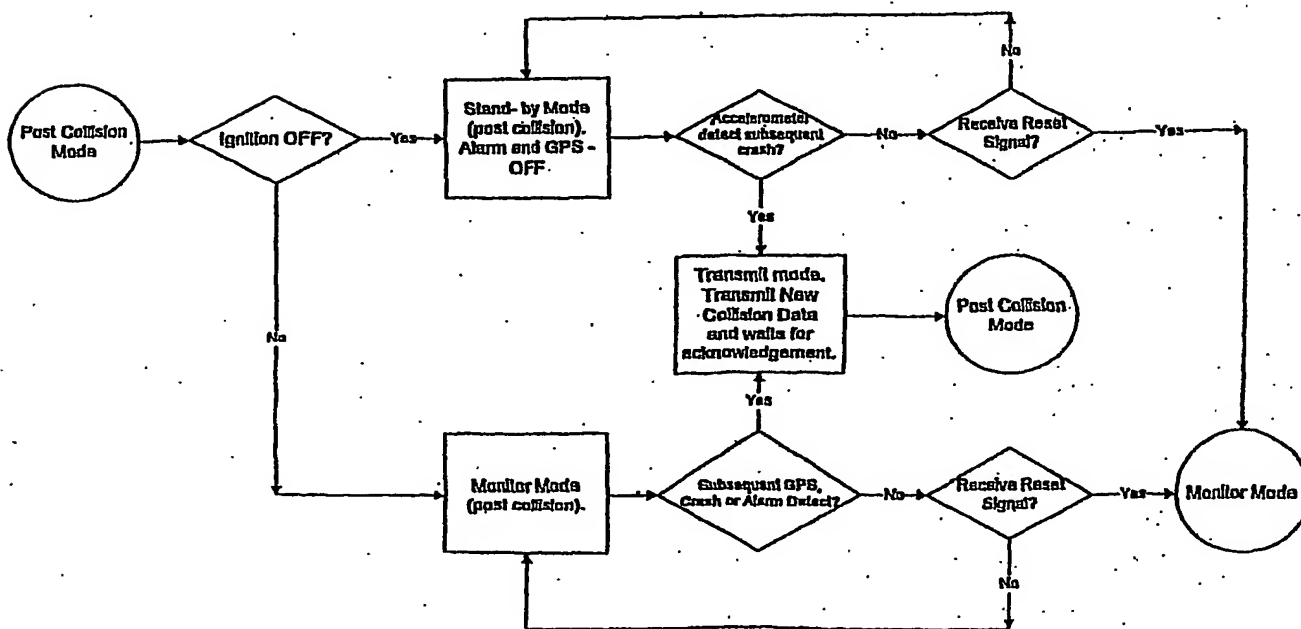 No
Post Collision
Mode
Ignition OFF?
Yes
Stand- by Mode
(post collision).
Alarm and GPS -
OFF
Accelerometer
detect subsequent
crash?
No
Receive Reset
Signal?
Yes
Yes
Transmit mode.
Transmit New
Collision Data
and waits for
acknowledgement.
Post Collision
Mode
No
Yes
Monitor Mode
(post collision).
Subsequent GPS,
Crash or Alarm Detect?
No
Receive Reset
Signal?
Yes
Monitor Mode
No